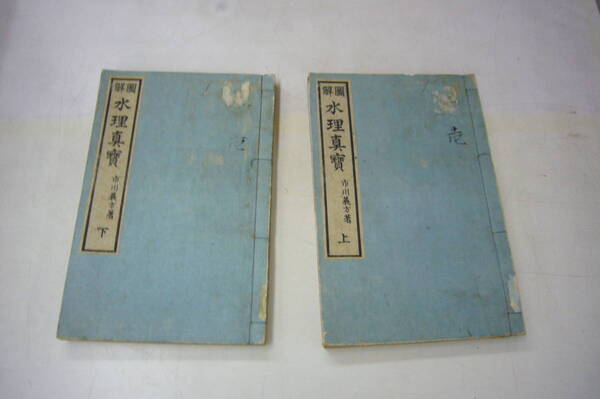 圖解
水理真寶
市川義方著
上
圖解
水理真寶
市川義方著
下